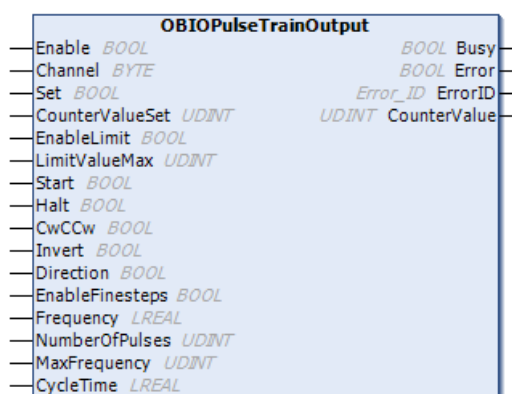 OBIOPulseTrainOutput
Enable BOOL BOOL Busy
Channel BYTE BOOL Error
Set BOOL Error_ID ErrorID
CounterValueSet UDINT UDINT CounterValue
EnableLimit BOOL
LimitValueMax UDINT
Start BOOL
Halt BOOL
CwCCw BOOL
Invert BOOL
Direction BOOL
EnableFinesteps BOOL
Frequency LREAL
NumberOfPulses UDINT
MaxFrequency UDINT
CycleTime LREAL